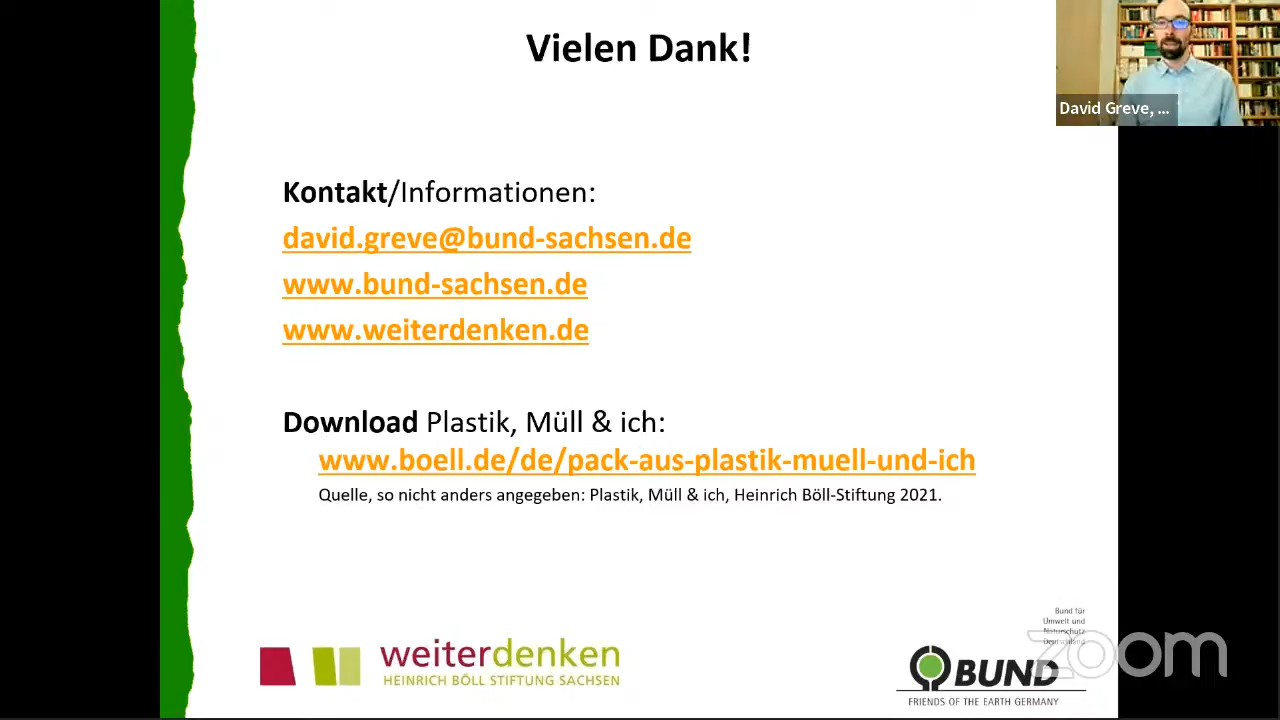 Vielen Dank!
David Greve, ...
Kontakt/Informationen:
david.greve@bund-sachsen.de
www.bund-sachsen.de
www.weiterdenken.de
Download Plastik, Müll & ich:
www.boell.de/de/pack-aus-plastik-muell-und-ich
Quelle, so nicht anders angegeben: Plastik, Müll & ich, Heinrich Böll-Stiftung 2021.
weiterdenken
HEINRICH BÖLL STIFTUNG SACHSEN
Bund für
Umwelt und
Naturschutz
Deutschland
zoom
BUND
FRIENDS OF THE EARTH GERMANY